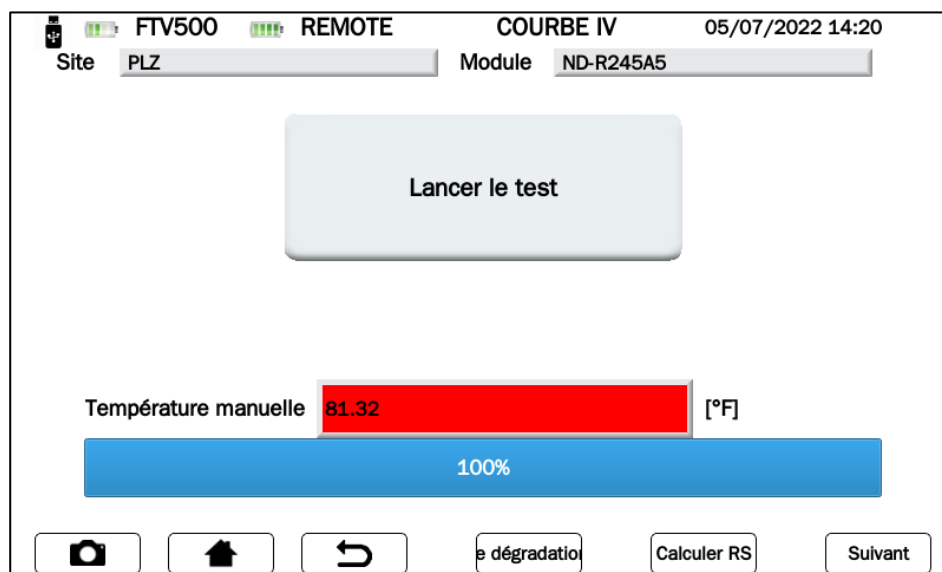 FTV500 REMOTE COURBE IV 05/07/2022 14:20
Site PLZ Module ND-R245A5
Lancer le test
Température manuelle 81.32 [°F]
100%
e dégradation Calculer RS Suivant